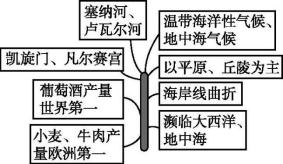 塞纳河、
卢瓦尔河
凯旋门、凡尔赛宫
葡萄酒产量
世界第一
小麦、牛肉产
量欧洲第一
温带海洋性气候、
地中海气候
以平原、丘陵为主
海岸线曲折
濒临大西洋、
地中海